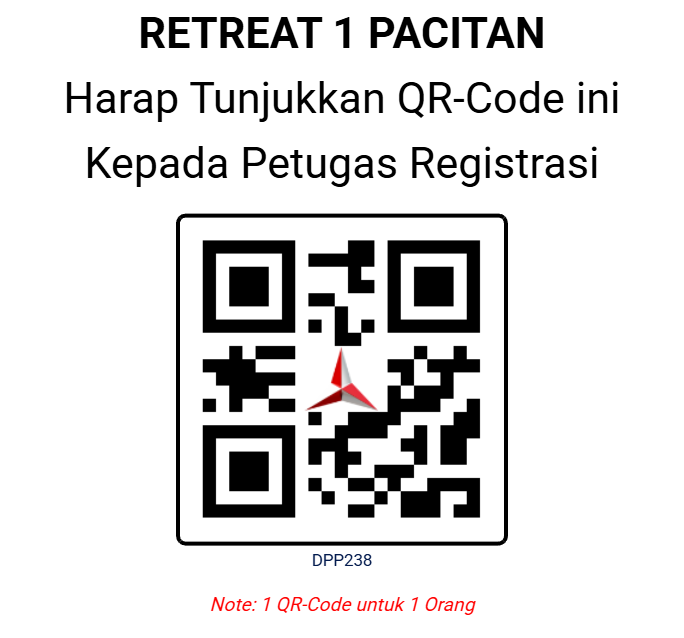 RETREAT 1 PACITAN
Harap Tunjukkan QR-Code ini
Kepada Petugas Registrasi
DPP238
Note: 1 QR-Code untuk 1 Orang